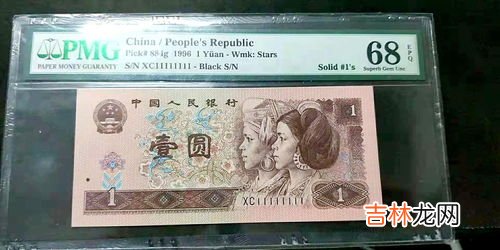 PMG
PAPER MONEY GUARANTY
China / People's Republic
Pick# 884g 1996 1 Yüan - Wmk: Stars
S/N XC11111111 - Black S/N
Solid #1's
68 EPQ
Superb Gem Unc
中国人民银行
1
壹圆
XC11111111
1
1
吉林龙网